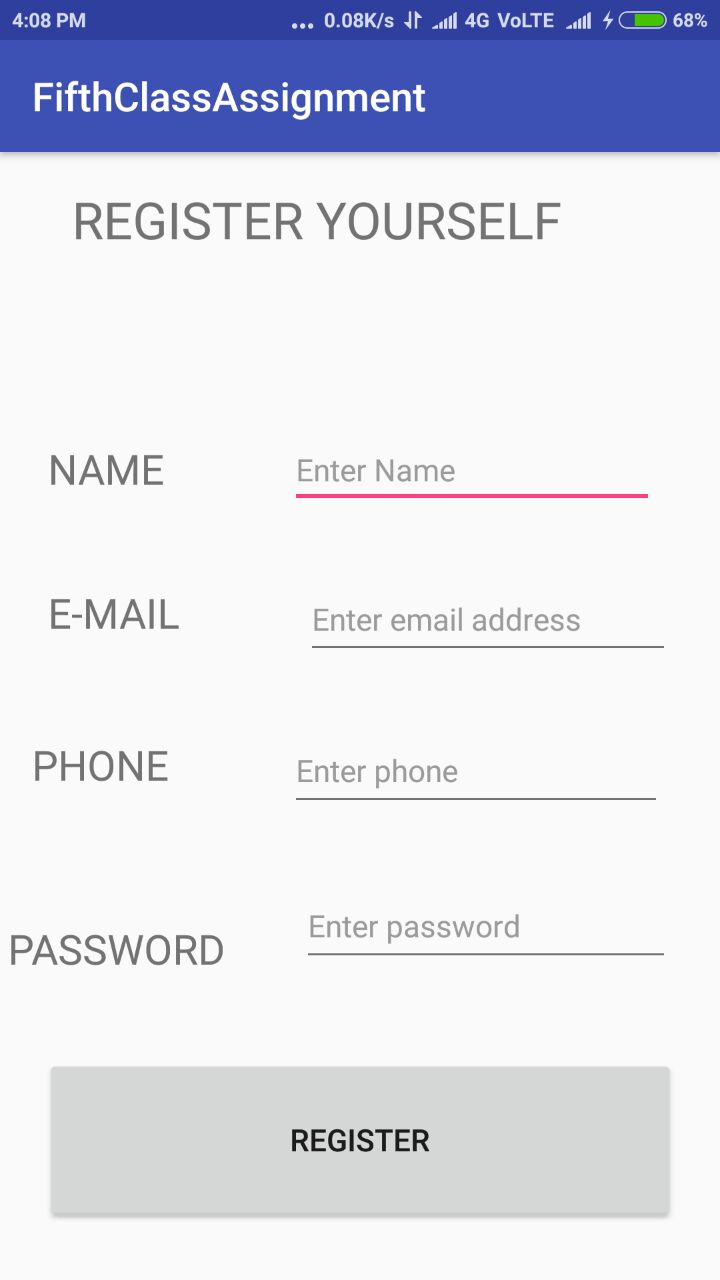 4:08 PM ... 0.08K/s 4G VoLTE 68%
FifthClassAssignment
REGISTER YOURSELF
NAME Enter Name
E-MAIL Enter email address
PHONE Enter phone
PASSWORD Enter password
REGISTER